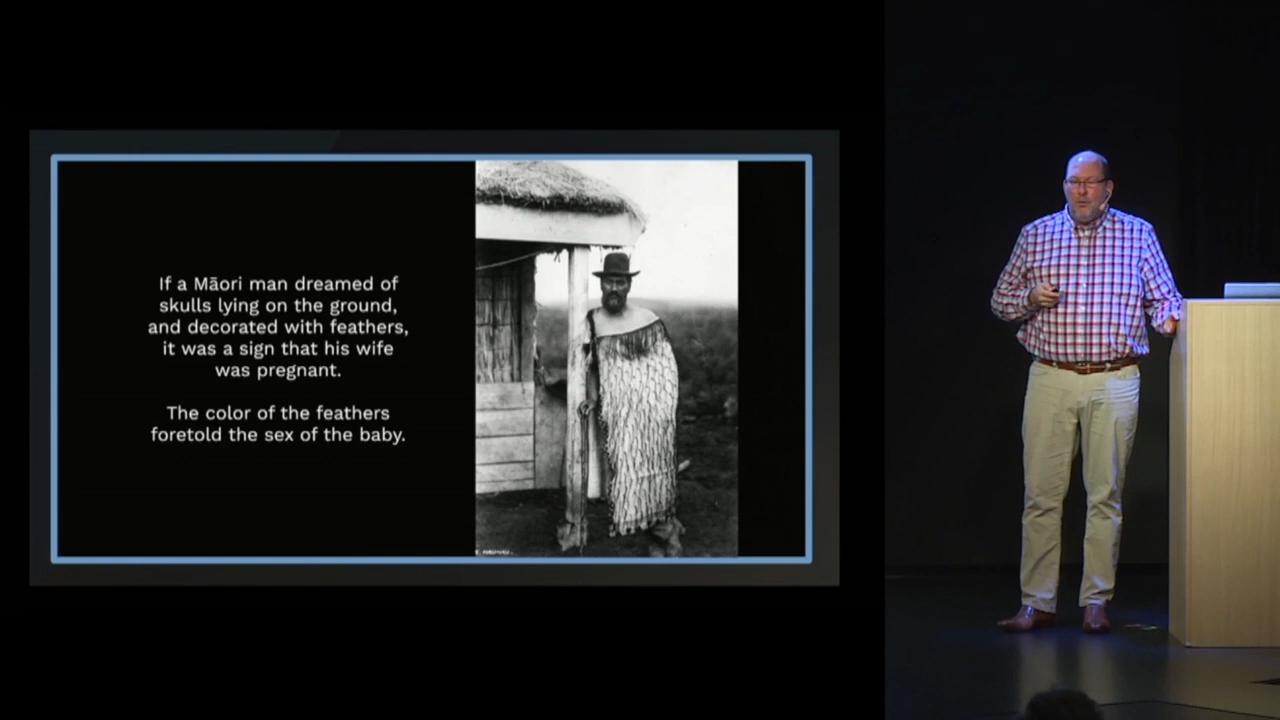 If a Māori man dreamed of
skulls lying on the ground,
and decorated with feathers,
it was a sign that his wife
was pregnant.
The color of the feathers
foretold the sex of the baby.